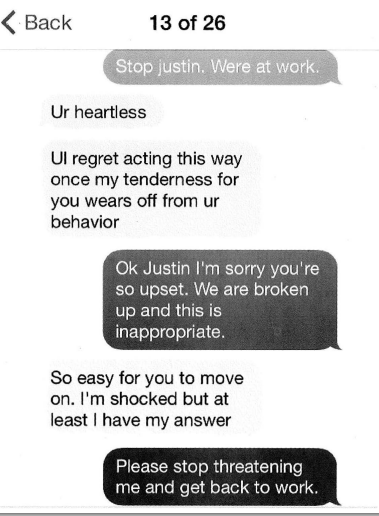 Back
13 of 26
Stop justin. Were at work.
Ur heartless
Ul regret acting this way
once my tenderness for
you wears off from ur
behavior
Ok Justin I'm sorry you're
so upset. We are broken
up and this is
inappropriate.
So easy for you to move
on. I'm shocked but at
least I have my answer
Please stop threatening
me and get back to work.